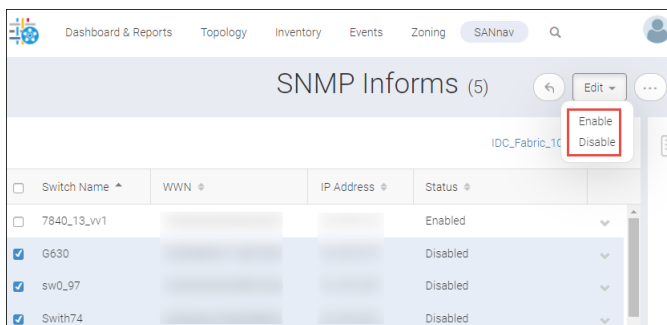 Dashboard & Reports Topology Inventory Events Zoning SANnav
SNMP Informs (5)
Edit
Enable
Disable
Switch Name WWN IP Address Status
7840_13_vv1 Enabled
G630 Disabled
sw0_97 Disabled
Swith74 Disabled